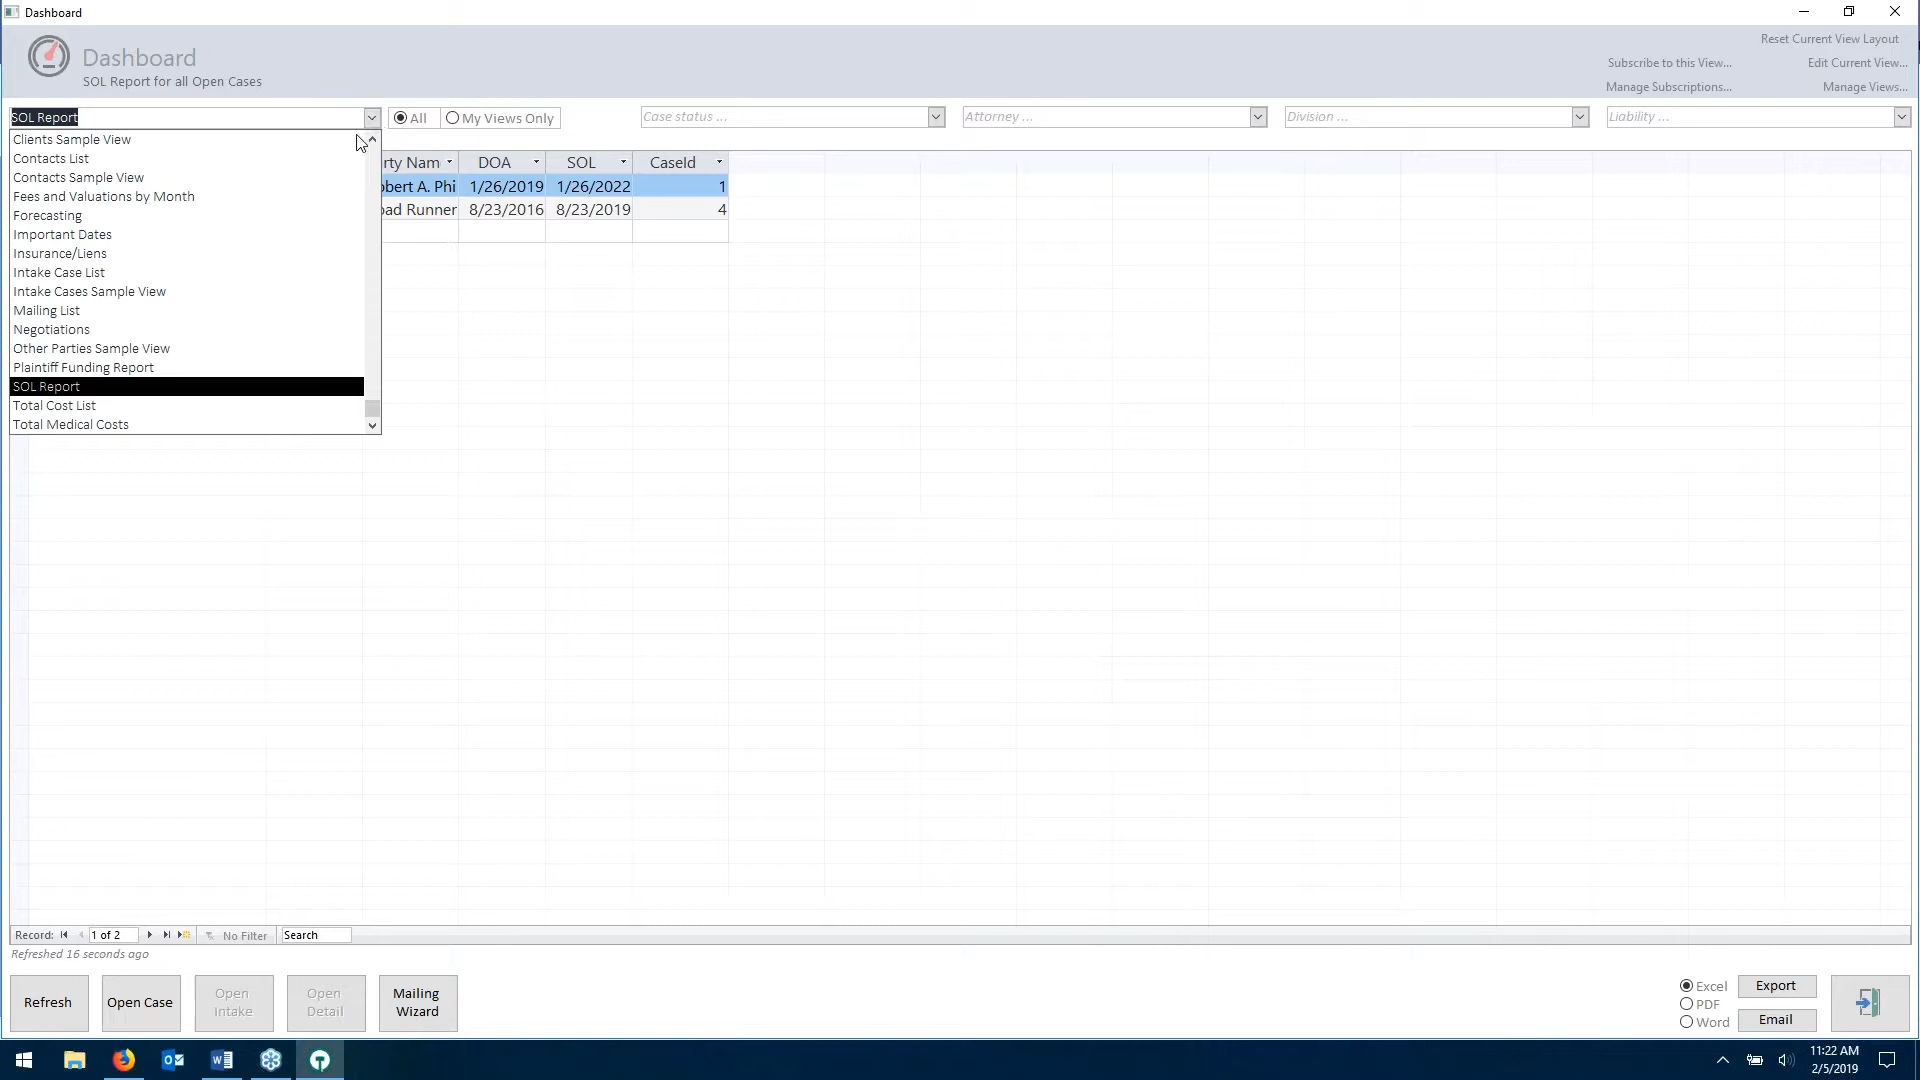 Dashboard
Dashboard
SOL Report for all Open Cases
Reset Current View Layout
Subscribe to this View...
Edit Current View...
Manage Subscriptions...
Manage Views...
SOL Report
All
My Views Only
Case status ...
Attorney ...
Division ...
Liability ...
Clients Sample View
Contacts List
Contacts Sample View
Fees and Valuations by Month
Forecasting
Important Dates
Insurance/Liens
Intake Case List
Intake Cases Sample View
Mailing List
Negotiations
Other Parties Sample View
Plaintiff Funding Report
SOL Report
Total Cost List
Total Medical Costs
rty Nam DOA SOL CaseId
bert A. Phi 1/26/2019 1/26/2022 1
oad Runner 8/23/2016 8/23/2019 4
Record: 1 of 2 No Filter Search
Refreshed 16 seconds ago
Refresh
Open Case
Open Intake
Open Detail
Mailing Wizard
Excel
PDF
Word
Export
Email
11:22 AM
2/5/2019